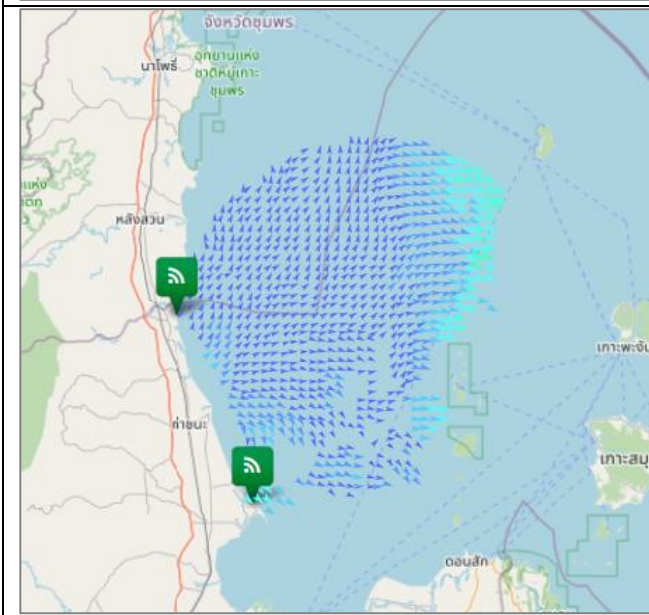 จังหวัดชุมพร
นาโพธิ์
อุทยานแห่ง
ชาติหมู่เกาะ
ชุมพร
แห่ง
หลังสวน
เกาะพะงัน
ท่าชนะ
เกาะสมุ
ดอนสัก